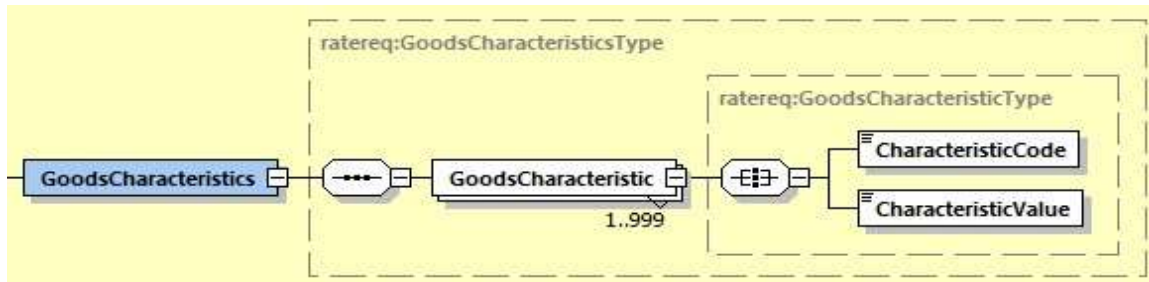 ratereq:GoodsCharacteristicsType
ratereq:GoodsCharacteristicType
CharacteristicCode
GoodsCharacteristics
GoodsCharacteristic
1..999
CharacteristicValue